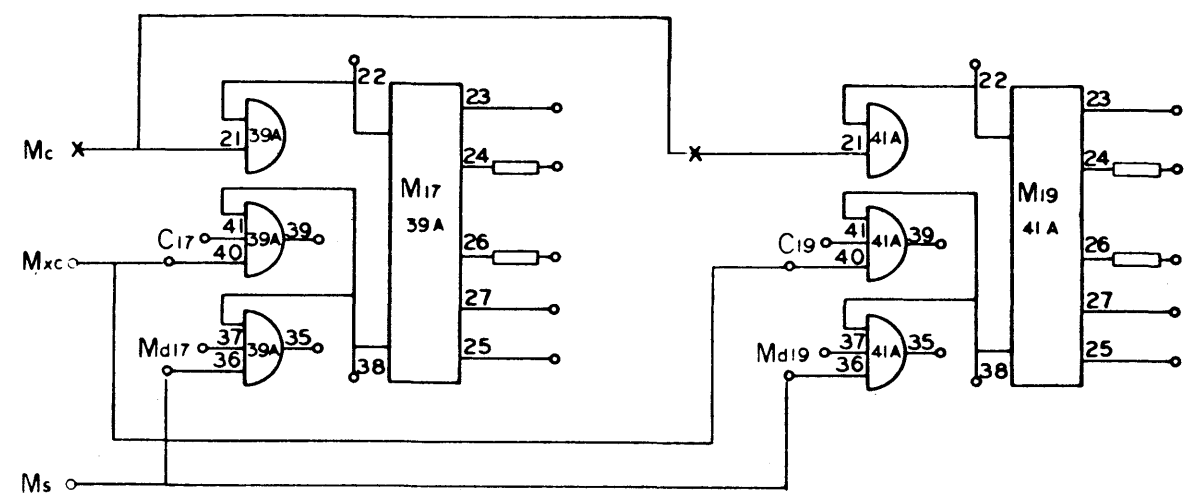 22 22
23 23
Mc 21 39A 21 41A
24 24
M17 M19
39A 41A
41 39A 39 41 41A 39
C17 C19
40 40
26 26
Mxc
27 27
37 39A 35 37 41A 35
Md17 Md19
36 36
25 25
38 38
Ms